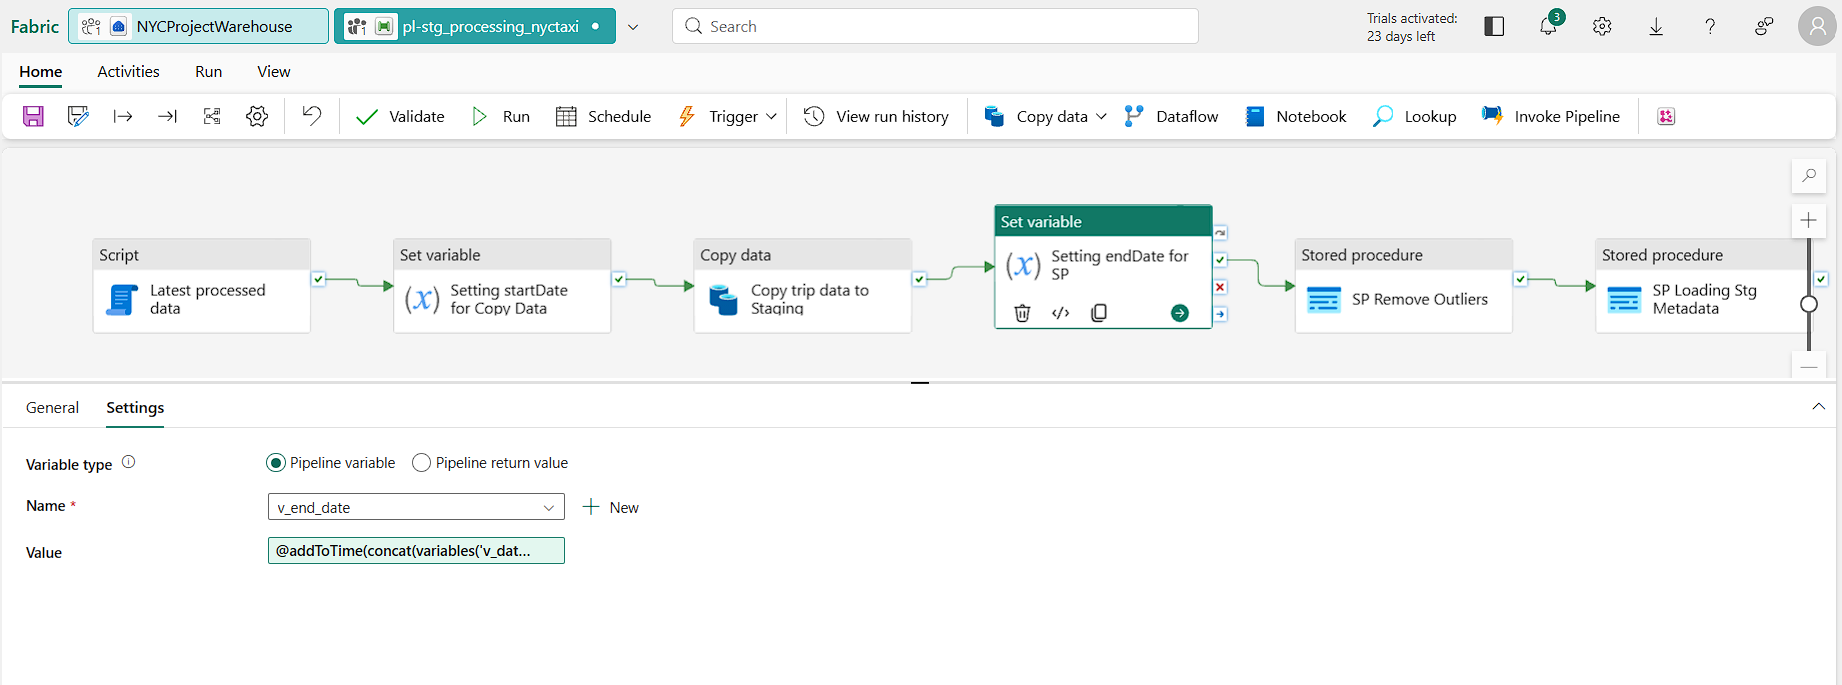 Fabric
1
NYCProjectWarehouse
1
pl-stg_processing_nyctaxi
Search
Trials activated:
23 days left
3
Home
Activities
Run
View
Validate
Run
Schedule
Trigger
View run history
Copy data
Dataflow
Notebook
Lookup
Invoke Pipeline
Script
Latest processed
data
Set variable
(x)
Setting startDate
for Copy Data
Copy data
Copy trip data to
Staging
Set variable
(x)
Setting endDate for
SP
Stored procedure
SP Remove Outliers
Stored procedure
SP Loading Stg
Metadata
General
Settings
Variable type
Pipeline variable
Pipeline return value
Name *
v_end_date
New
Value
@addToTime(concat(variables('v_dat...